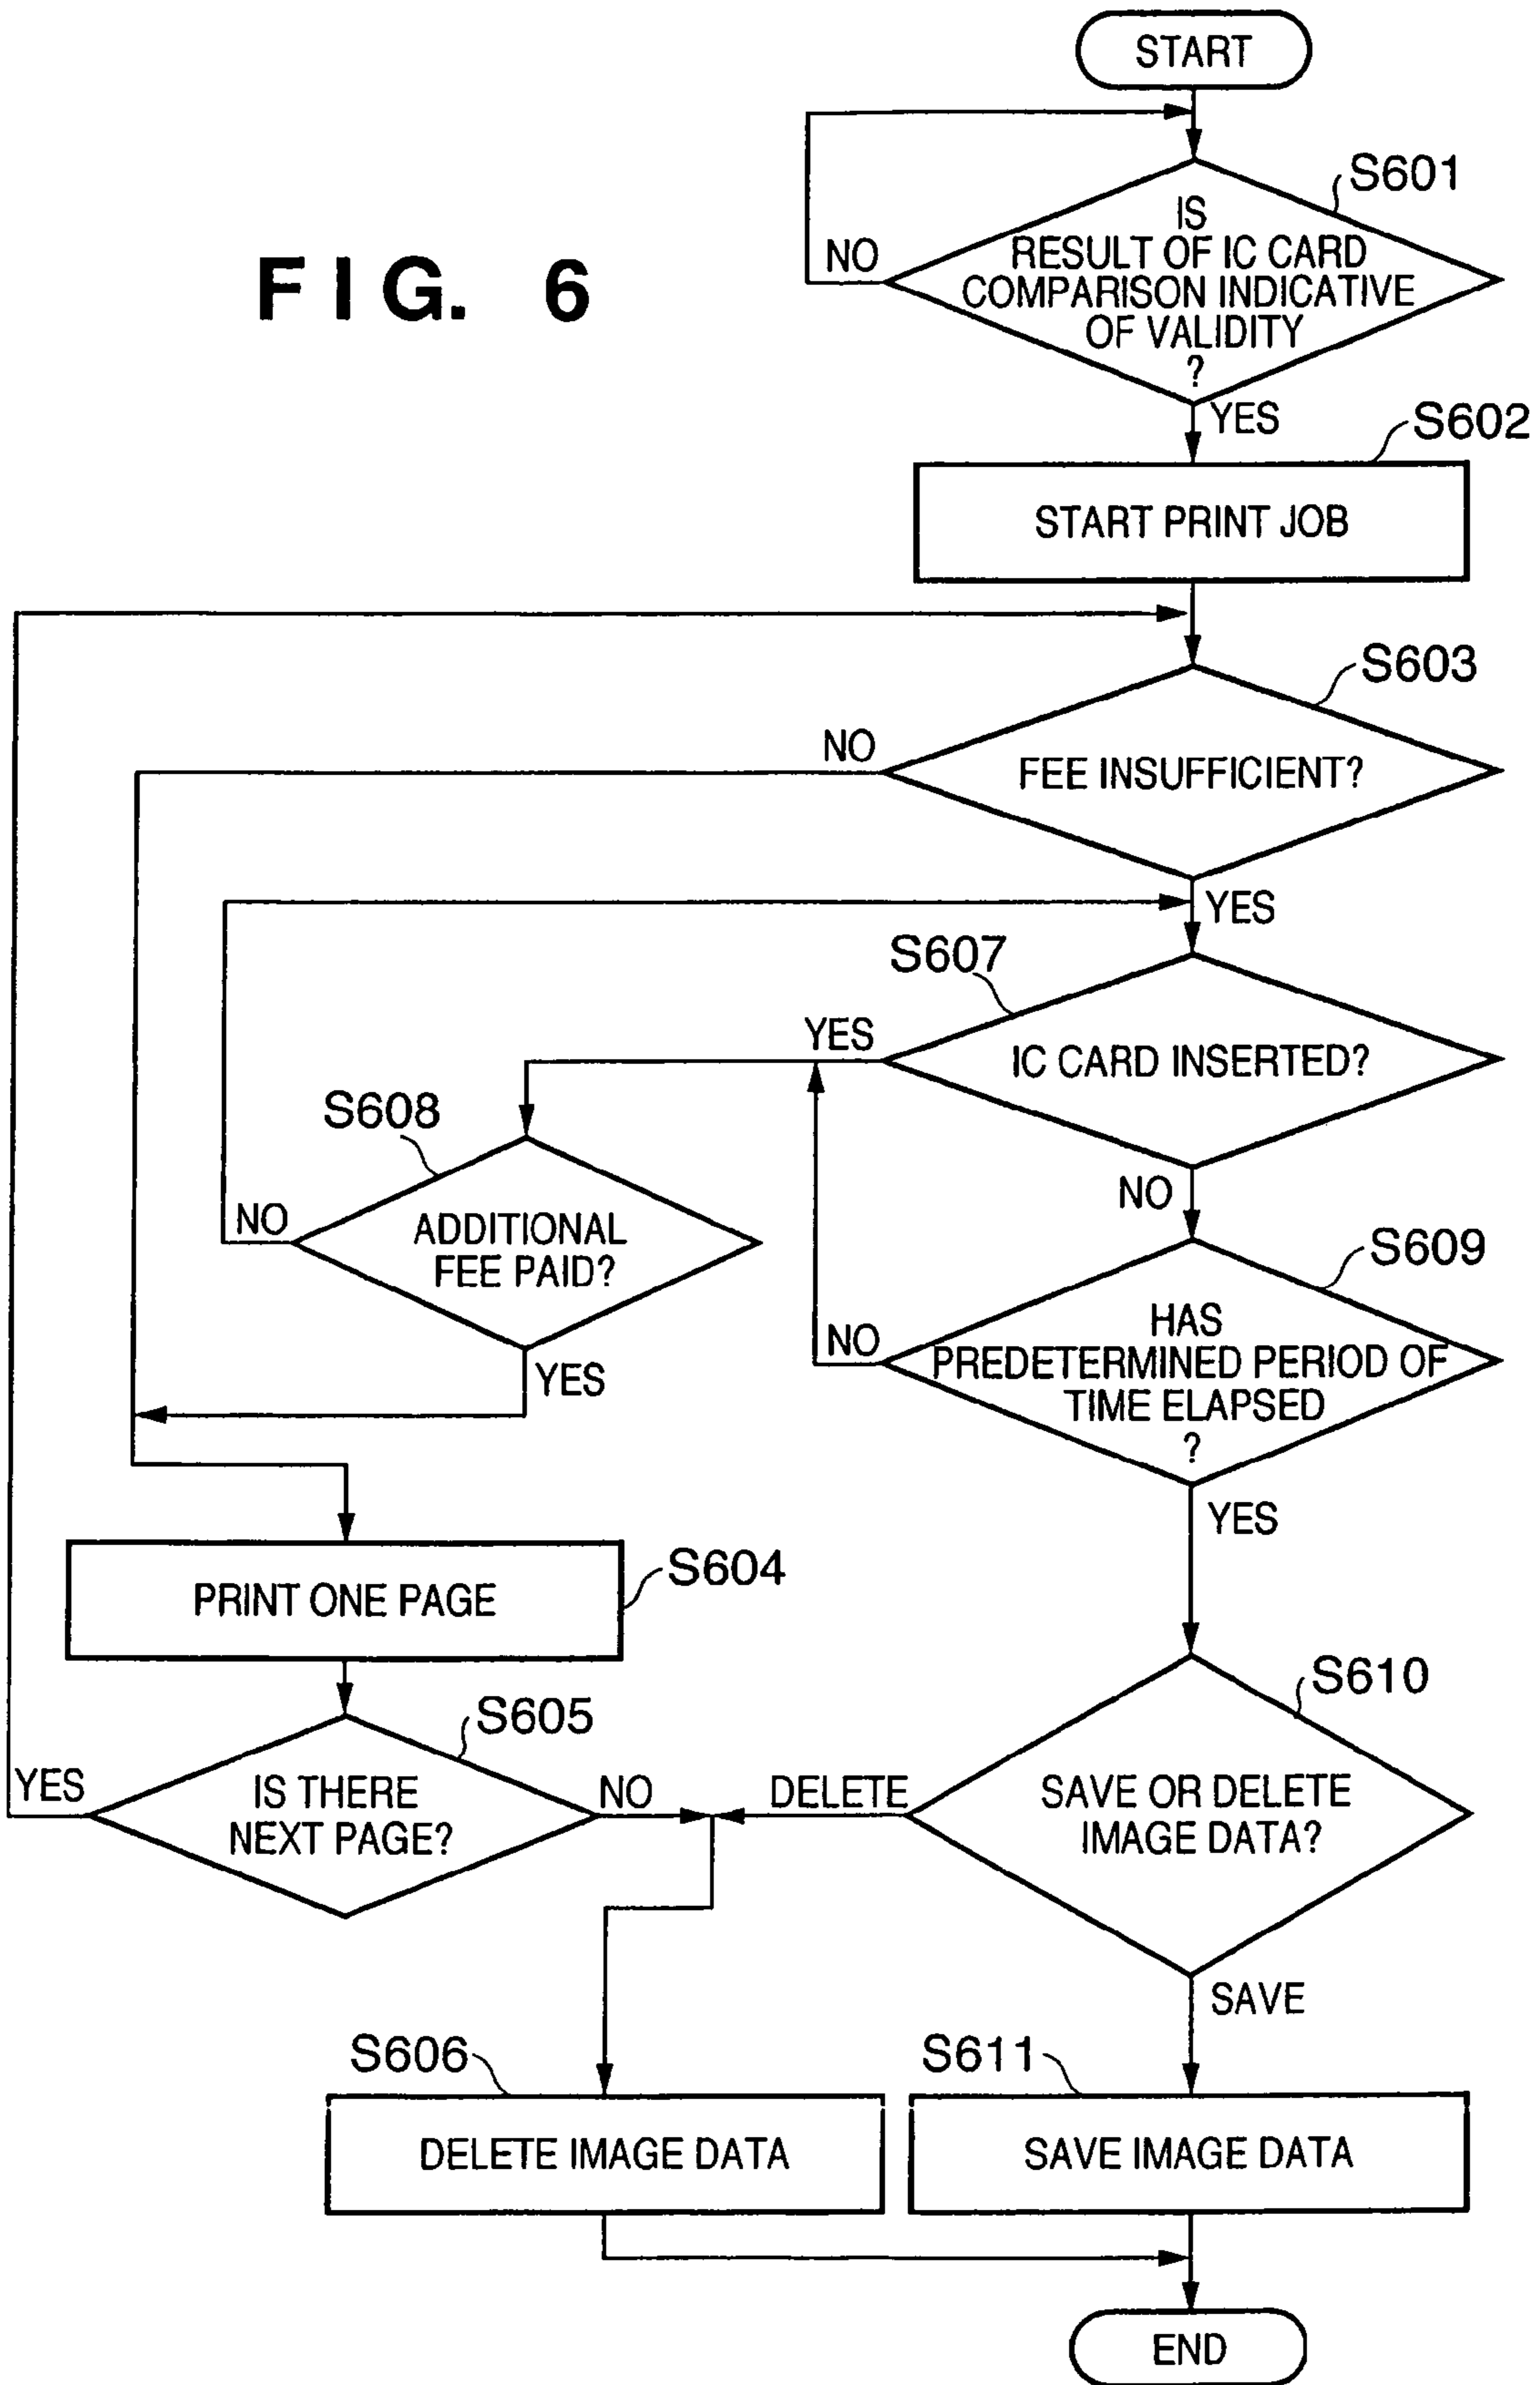 START
S601
IS
RESULT OF IC CARD
COMPARISON INDICATIVE
OF VALIDITY
?
NO
FIG. 6
YES
S602
START PRINT JOB
S603
NO
FEE INSUFFICIENT?
YES
S607
YES
IC CARD INSERTED?
S608
NO
NO
ADDITIONAL
FEE PAID?
S609
HAS
PREDETERMINED PERIOD OF
TIME ELAPSED
?
NO
YES
YES
PRINT ONE PAGE
S604
S610
S605
YES
IS THERE
NEXT PAGE?
NO
DELETE
SAVE OR DELETE
IMAGE DATA?
SAVE
S606
S611
DELETE IMAGE DATA
SAVE IMAGE DATA
END